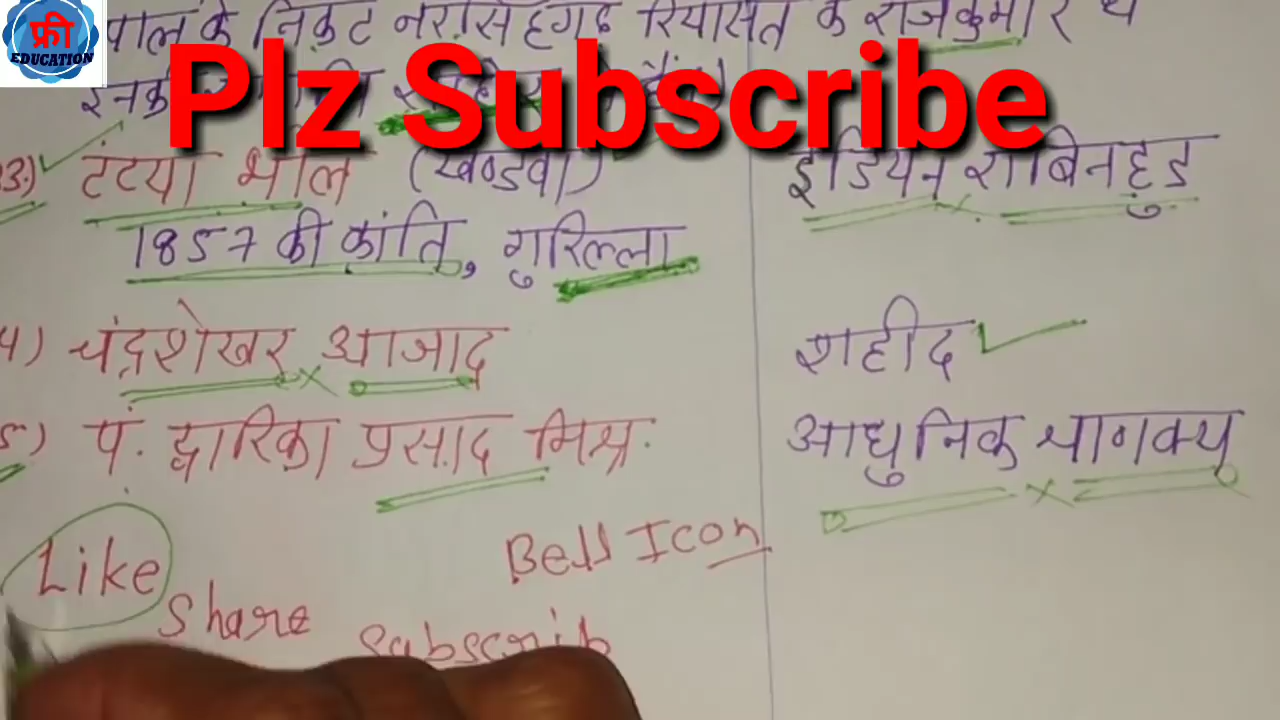 फ्री
EDUCATION
पाल के निकट नरसिंहगढ़ रियासत के राजकुमार थे
Plz Subscribe
टंटया भील (खण्डवा) इंडियन राबिनहुड
1857 की क्रांति, गुरिल्ला
4) चंद्रशेखर आजाद शहीद
5) पं. द्वारिका प्रसाद मिश्र. आधुनिक चाणक्य
Like
Bell Icon
Share
Subscrib